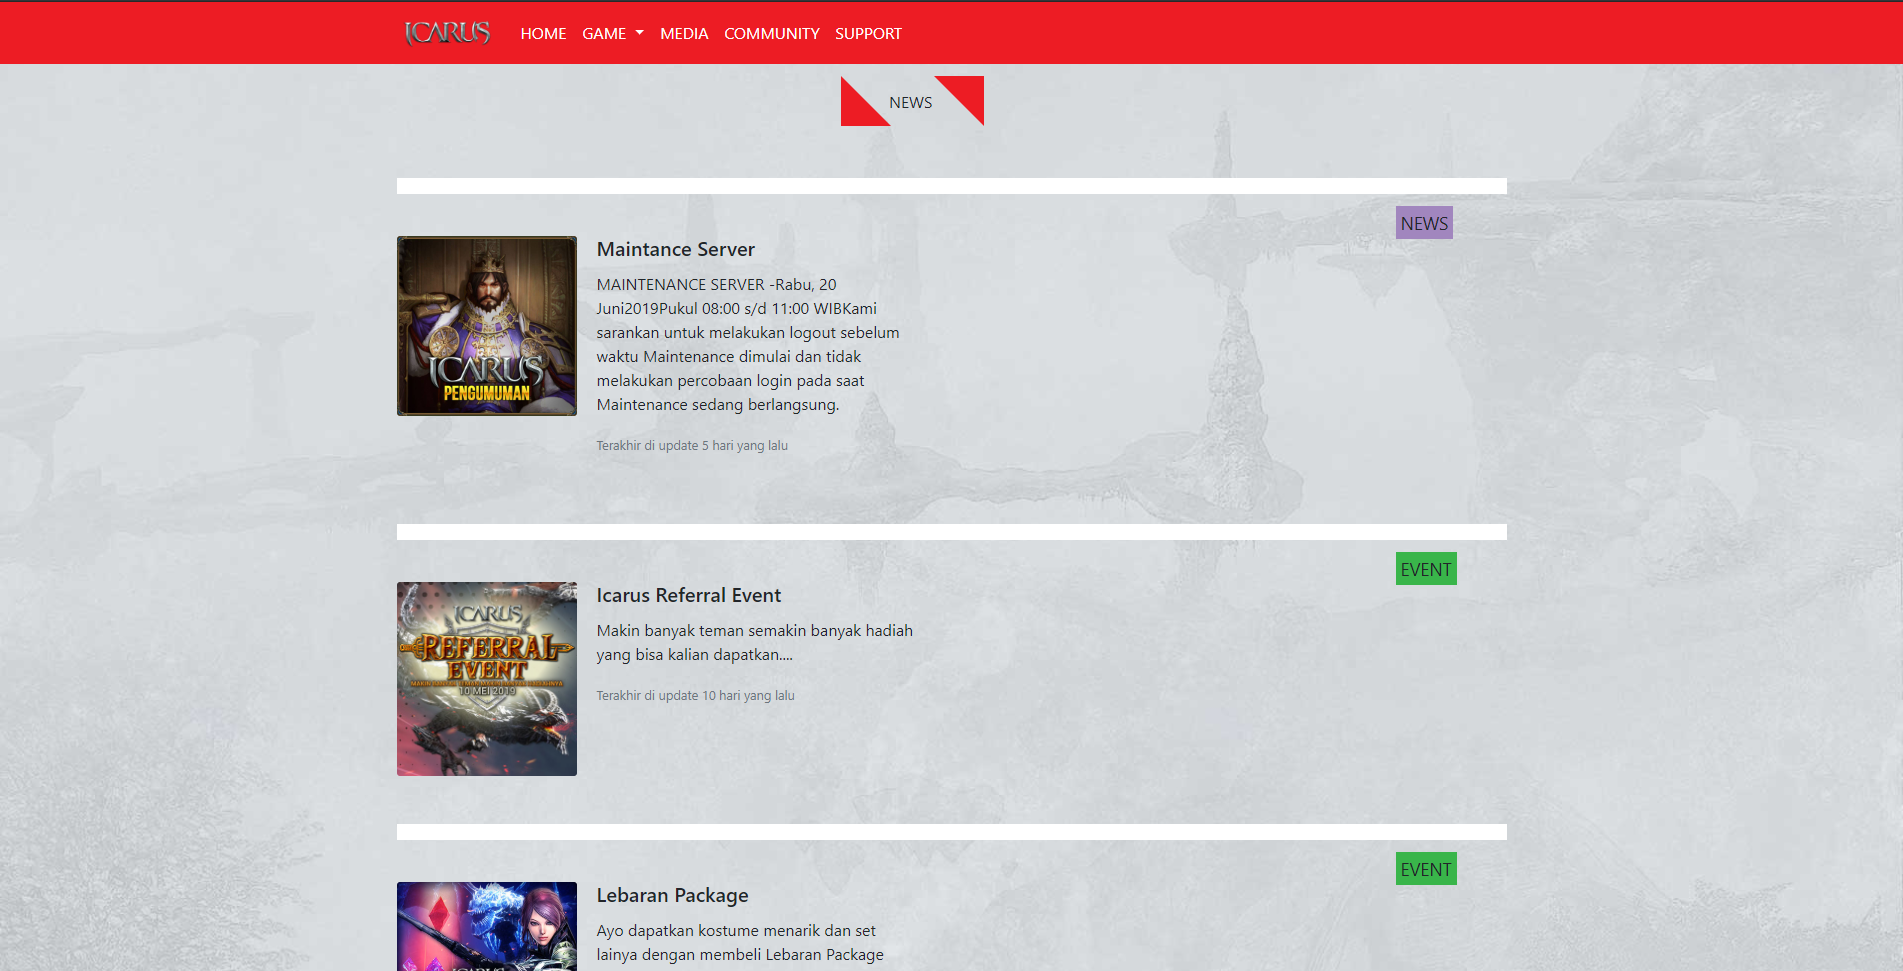 ICARUS HOME GAME MEDIA COMMUNITY SUPPORT
NEWS
NEWS
Maintance Server
MAINTENANCE SERVER -Rabu, 20
Juni2019Pukul 08:00 s/d 11:00 WIBKami
sarankan untuk melakukan logout sebelum
waktu Maintenance dimulai dan tidak
melakukan percobaan login pada saat
Maintenance sedang berlangsung.
Terakhir di update 5 hari yang lalu
ICARUS
PENGUMUMAN
EVENT
Icarus Referral Event
Makin banyak teman semakin banyak hadiah
yang bisa kalian dapatkan....
Terakhir di update 10 hari yang lalu
ICARUS
REFERRAL
EVENT
10 MEI 2019
EVENT
Lebaran Package
Ayo dapatkan kostume menarik dan set
lainya dengan membeli Lebaran Package